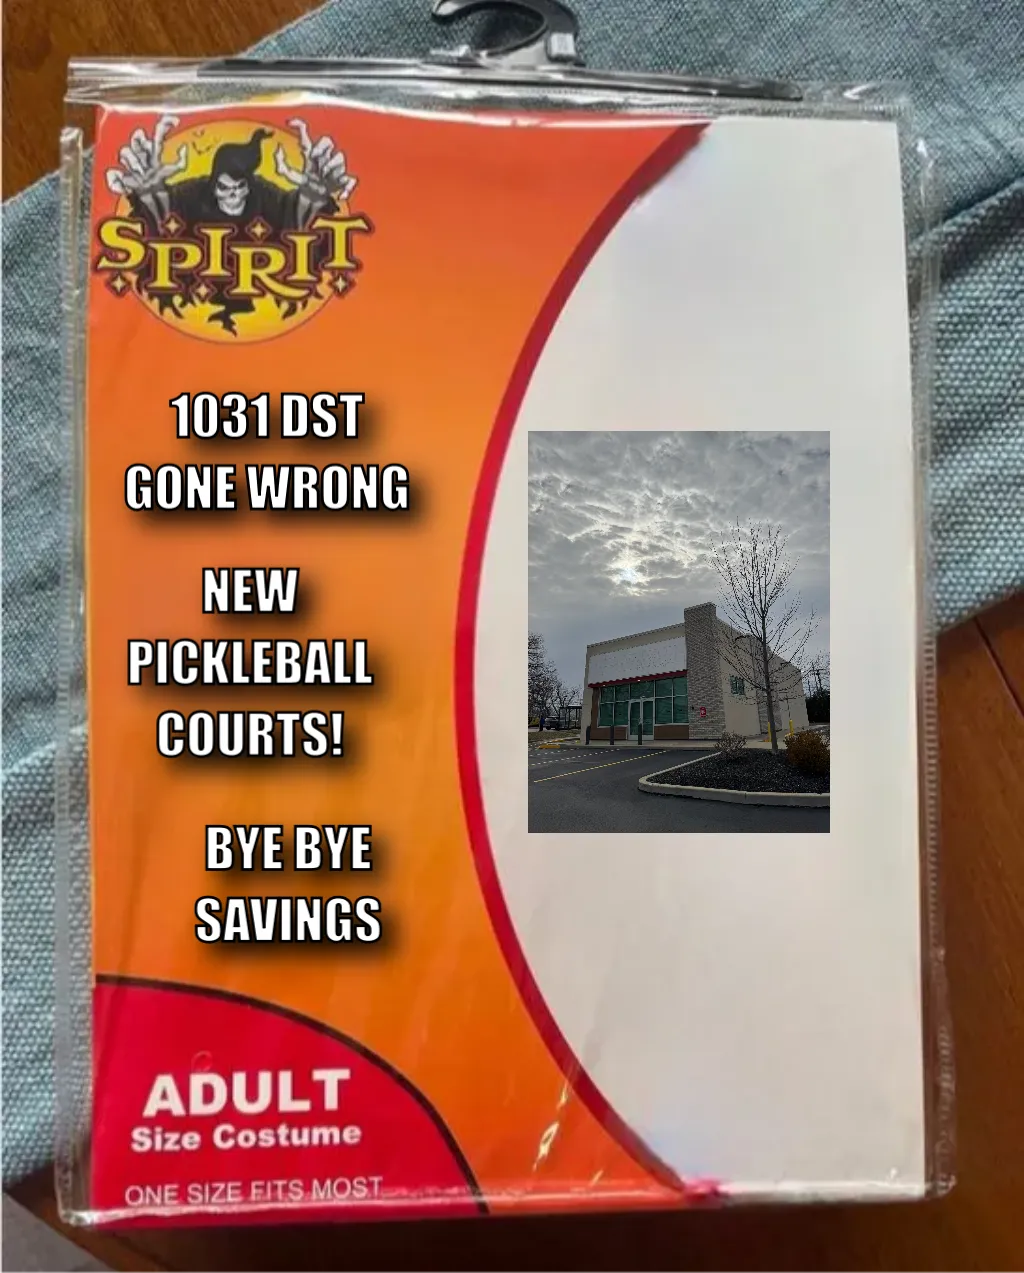 SPIRIT
1031 DST
GONE WRONG
NEW
PICKLEBALL
COURTS!
BYE BYE
SAVINGS
ADULT
Size Costume
ONE SIZE FITS MOST